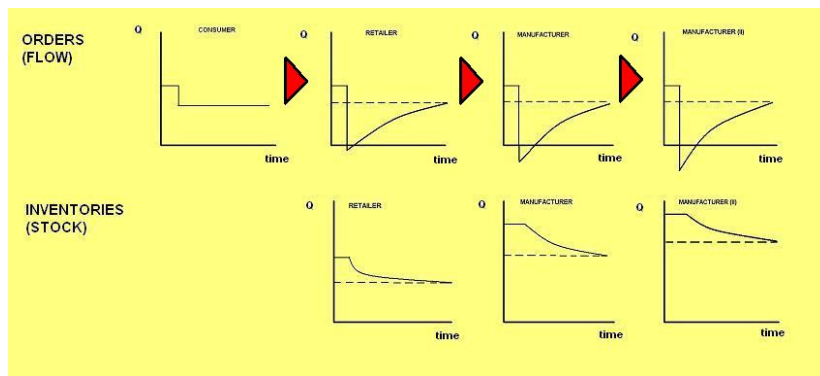 ORDERS
(FLOW)
Q
CONSUMER
time
Q
RETAILER
time
Q
MANUFACTURER
time
Q
MANUFACTURER (II)
time
INVENTORIES
(STOCK)
Q
RETAILER
time
Q
MANUFACTURER
time
Q
MANUFACTURER (II)
time